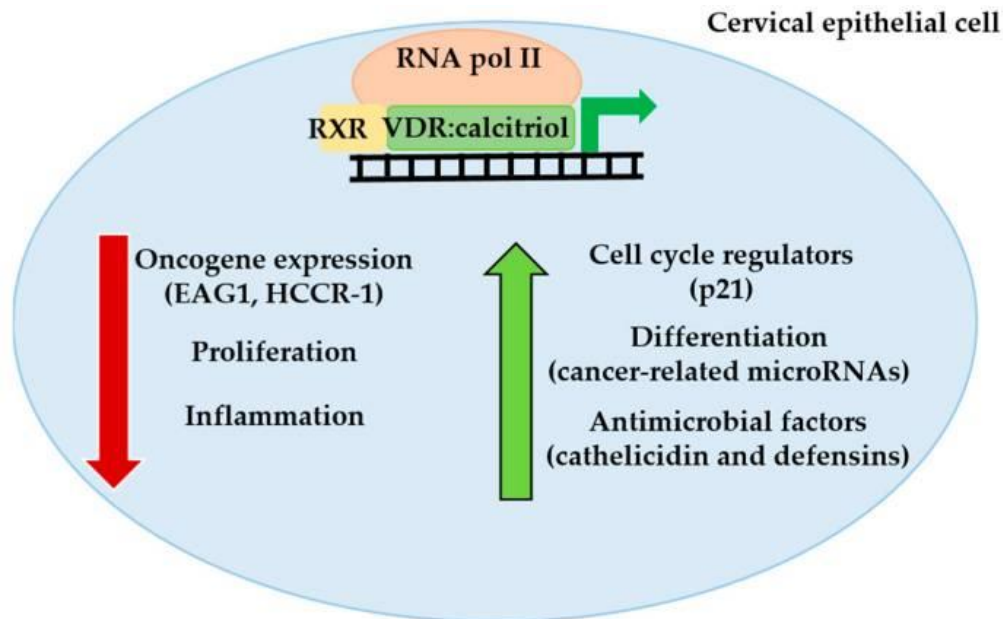 Cervical epithelial cell
RNA pol II
RXR VDR:calcitriol
Oncogene expression
(EAG1, HCCR-1)
Proliferation
Inflammation
Cell cycle regulators
(p21)
Differentiation
(cancer-related microRNAs)
Antimicrobial factors
(cathelicidin and defensins)